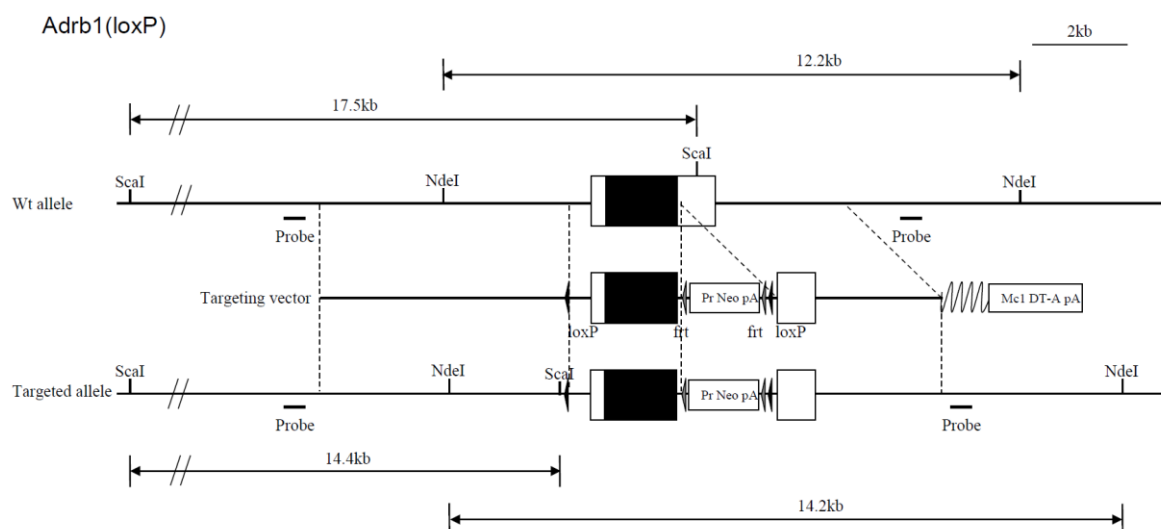 Adrb1(loxP)
2kb
12.2kb
17.5kb
ScaI
ScaI
NdeI
NdeI
Wt allele
Probe
Probe
Targeting vector
Pr Neo pA
Mc1 DT-A pA
loxP
frt
frt
loxP
ScaI
NdeI
ScaI
NdeI
Targeted allele
Pr Neo pA
Probe
Probe
14.4kb
14.2kb